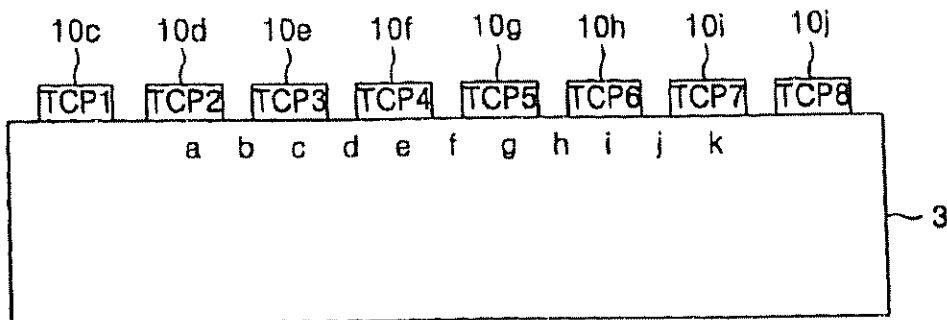 10c 10d 10e 10f 10g 10h 10i 10j
TCP1 TCP2 TCP3 TCP4 TCP5 TCP6 TCP7 TCP8
a b c d e f g h i j k
3